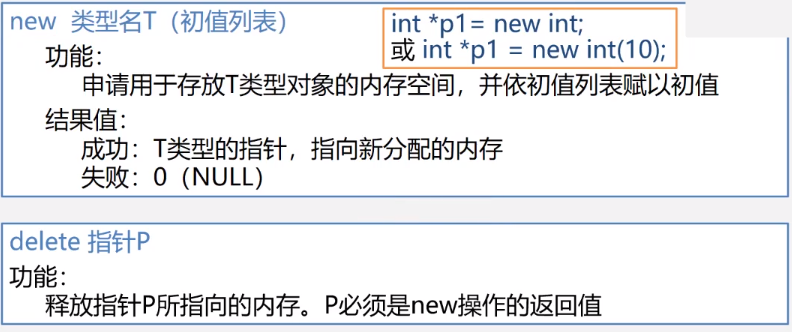 new 类型名T（初值列表）
int *p1= new int;
或 int *p1 = new int(10);
功能：
申请用于存放T类型对象的内存空间，并依初值列表赋以初值
结果值：
成功：T类型的指针，指向新分配的内存
失败：0（NULL）
delete 指针P
功能：
释放指针P所指向的内存。P必须是new操作的返回值